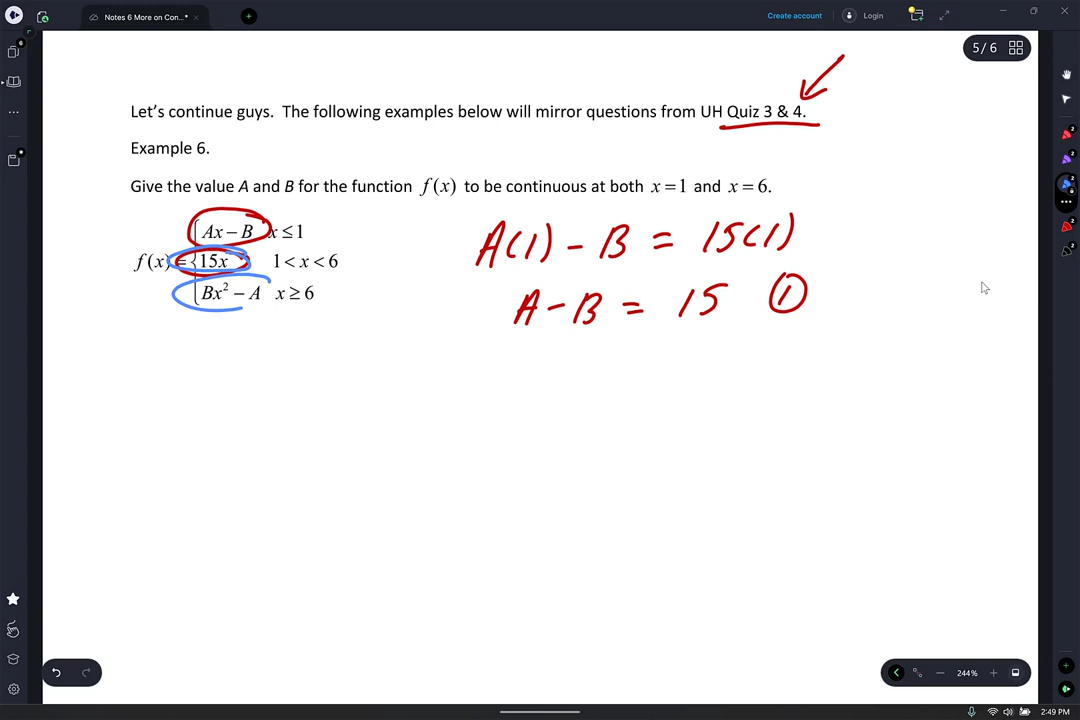 Notes 6 More on Con...*
Create account
Login
5/6
Let's continue guys. The following examples below will mirror questions from UH Quiz 3 & 4.
Example 6.
Give the value A and B for the function f(x) to be continuous at both x = 1 and x = 6.
Ax − B x ≤ 1
f(x) = { 15x 1 < x < 6
Bx² − A x ≥ 6
A(1) − B = 15(1)
A − B = 15 ①
244%
2:49 PM